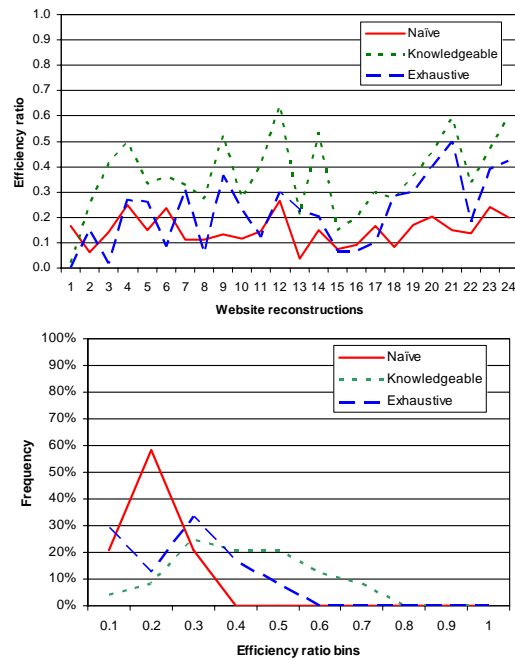 1.0
0.9
0.8
0.7
0.6
0.5
0.4
0.3
0.2
0.1
0.0
Efficiency ratio
Naïve
Knowledgeable
Exhaustive
1 2 3 4 5 6 7 8 9 10 11 12 13 14 15 16 17 18 19 20 21 22 23 24
Website reconstructions
100%
90%
80%
70%
60%
50%
40%
30%
20%
10%
0%
Frequency
Naïve
Knowledgeable
Exhaustive
0.1 0.2 0.3 0.4 0.5 0.6 0.7 0.8 0.9 1
Efficiency ratio bins